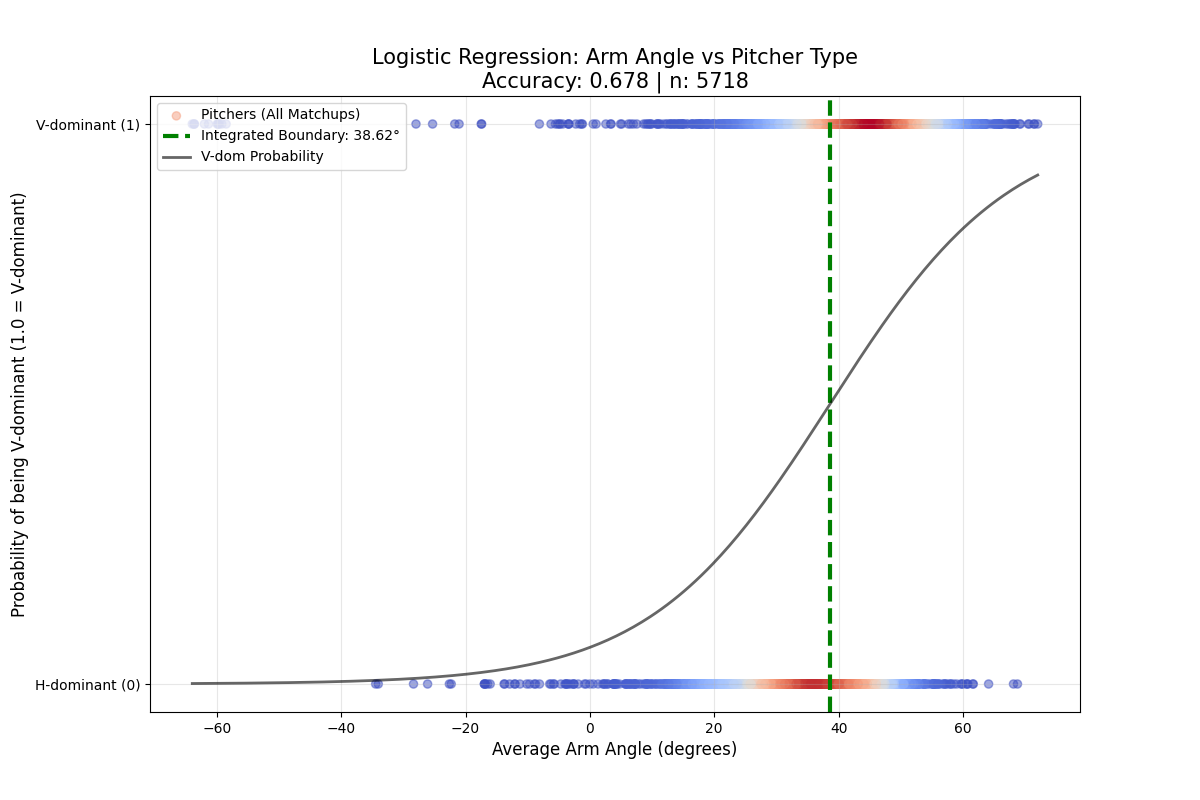 Logistic Regression: Arm Angle vs Pitcher Type
Accuracy: 0.678 | n: 5718
Pitchers (All Matchups)
Integrated Boundary: 38.62°
V-dom Probability
V-dominant (1)
H-dominant (0)
Probability of being V-dominant (1.0 = V-dominant)
−60 −40 −20 0 20 40 60
Average Arm Angle (degrees)